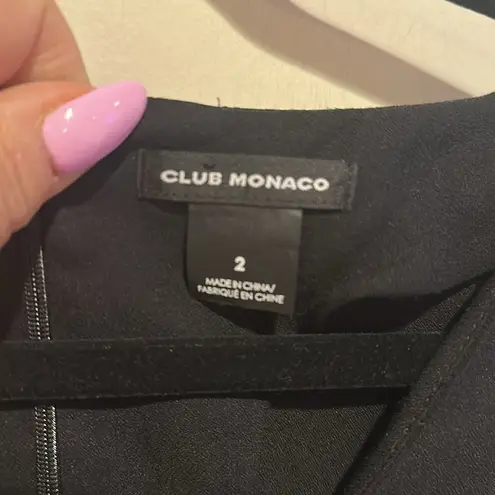 CLUB MONACO
2
MADE IN CHINA/
FABRIQUÉ EN CHINE